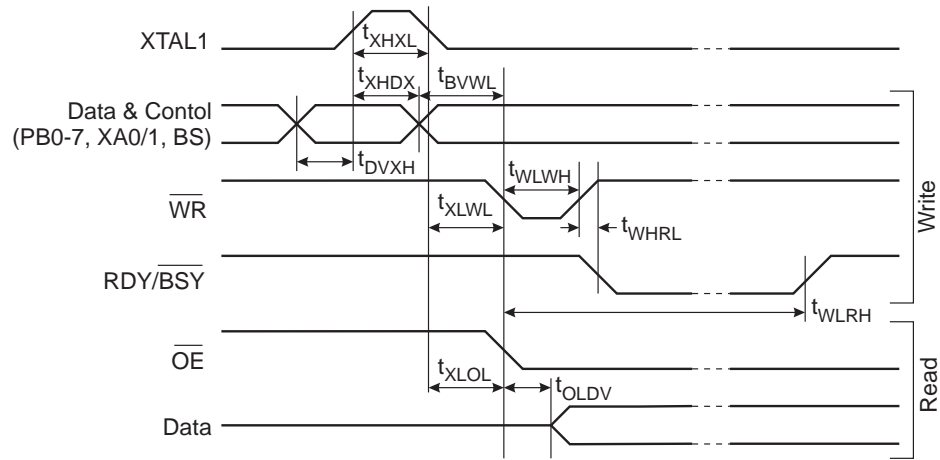 XTAL1
tXHXL
tXHDX
tBVWL
Data & Contol
(PB0-7, XA0/1, BS)
tDVXH
tWLWH
WR
tXLWL
tWHRL
RDY/BSY
tWLRH
Write
OE
tXLOL
tOLDV
Data
Read